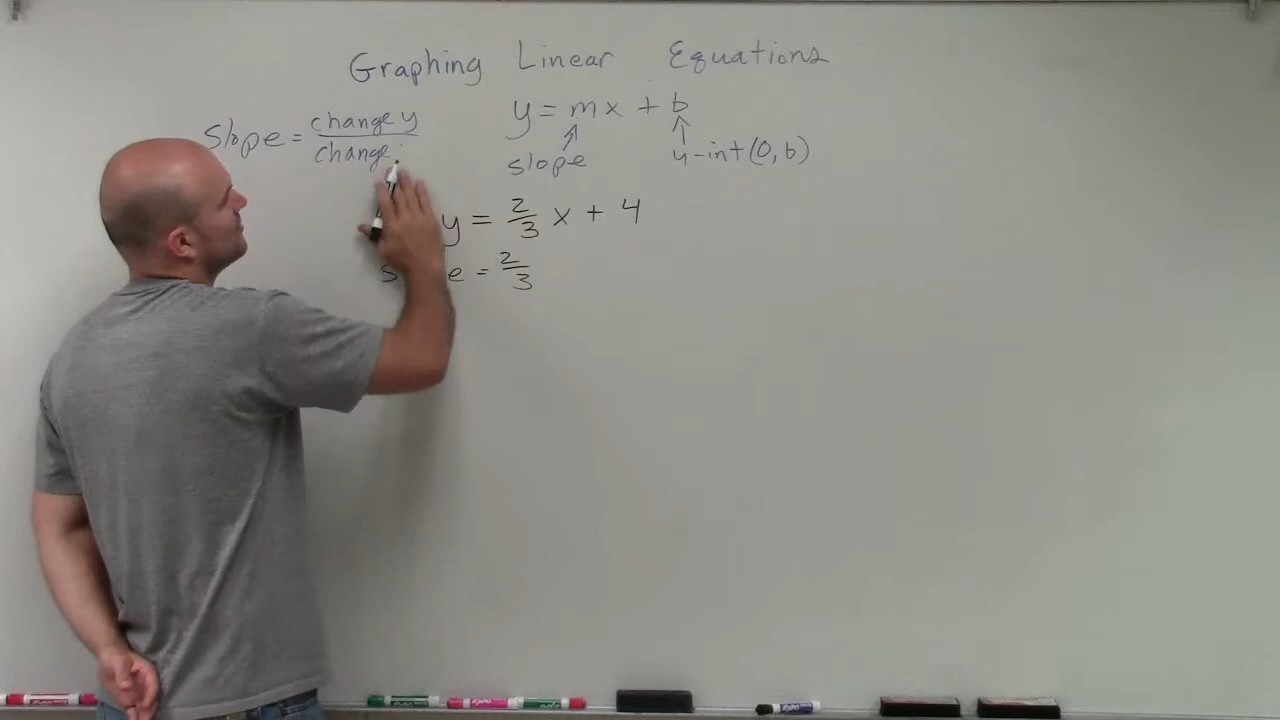 Graphing Linear Equations
slope = change y / change
y = mx + b
slope
y-int (0, b)
y = 2/3 x + 4
= 2/3